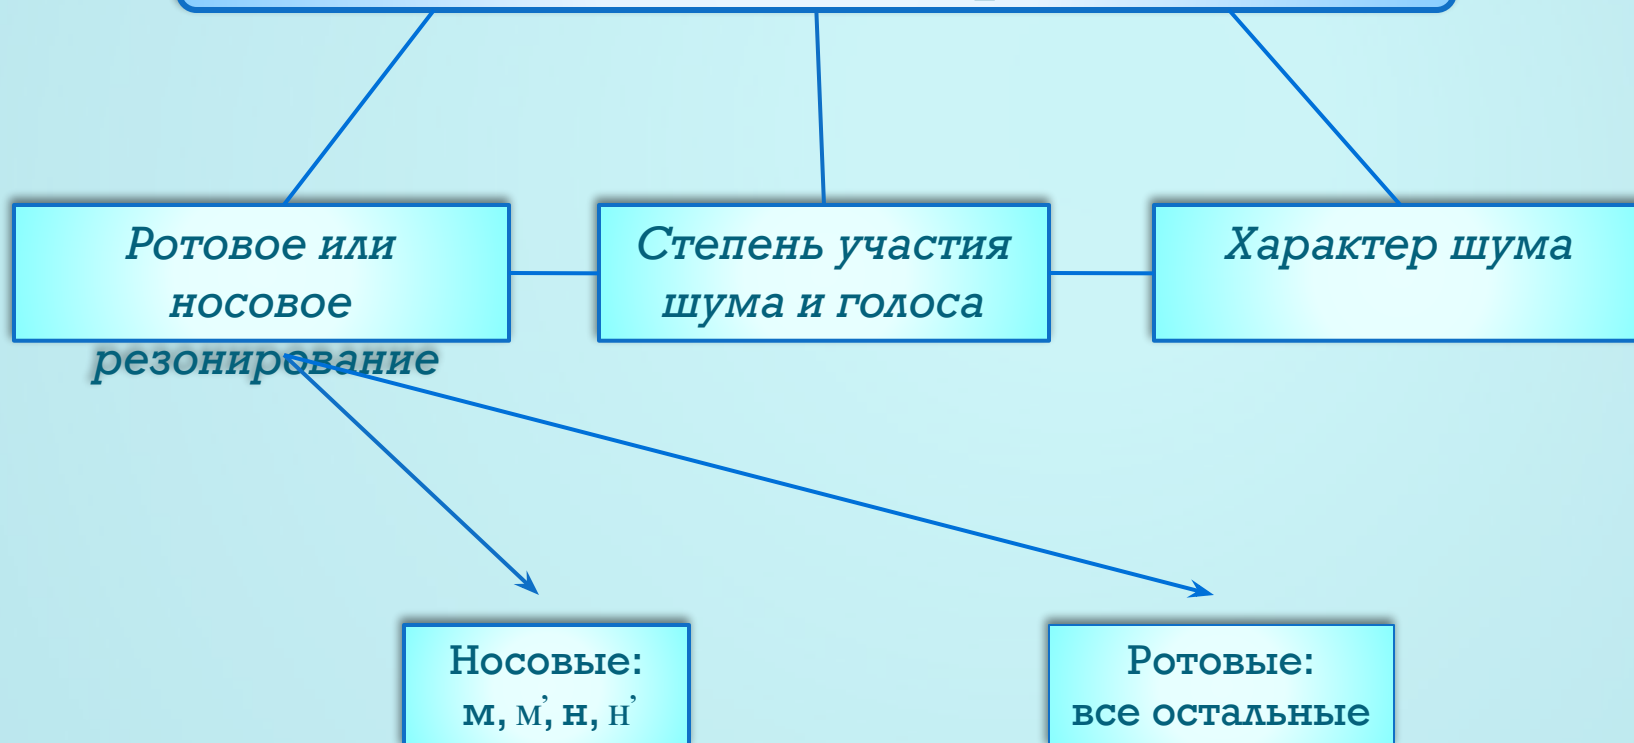 Ротовое или
носовое
резонирование
Степень участия
шума и голоса
Характер шума
Носовые:
м, м’, н, н’
Ротовые:
все остальные